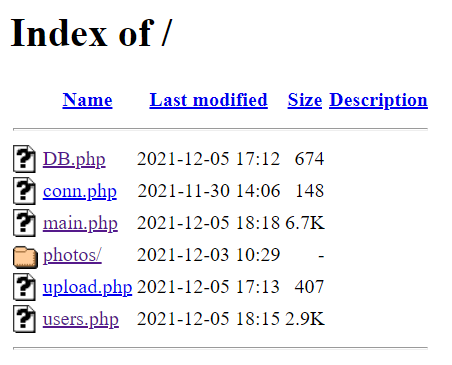 Index of /
Name Last modified Size Description
DB.php 2021-12-05 17:12 674
conn.php 2021-11-30 14:06 148
main.php 2021-12-05 18:18 6.7K
photos/ 2021-12-03 10:29 -
upload.php 2021-12-05 17:13 407
users.php 2021-12-05 18:15 2.9K